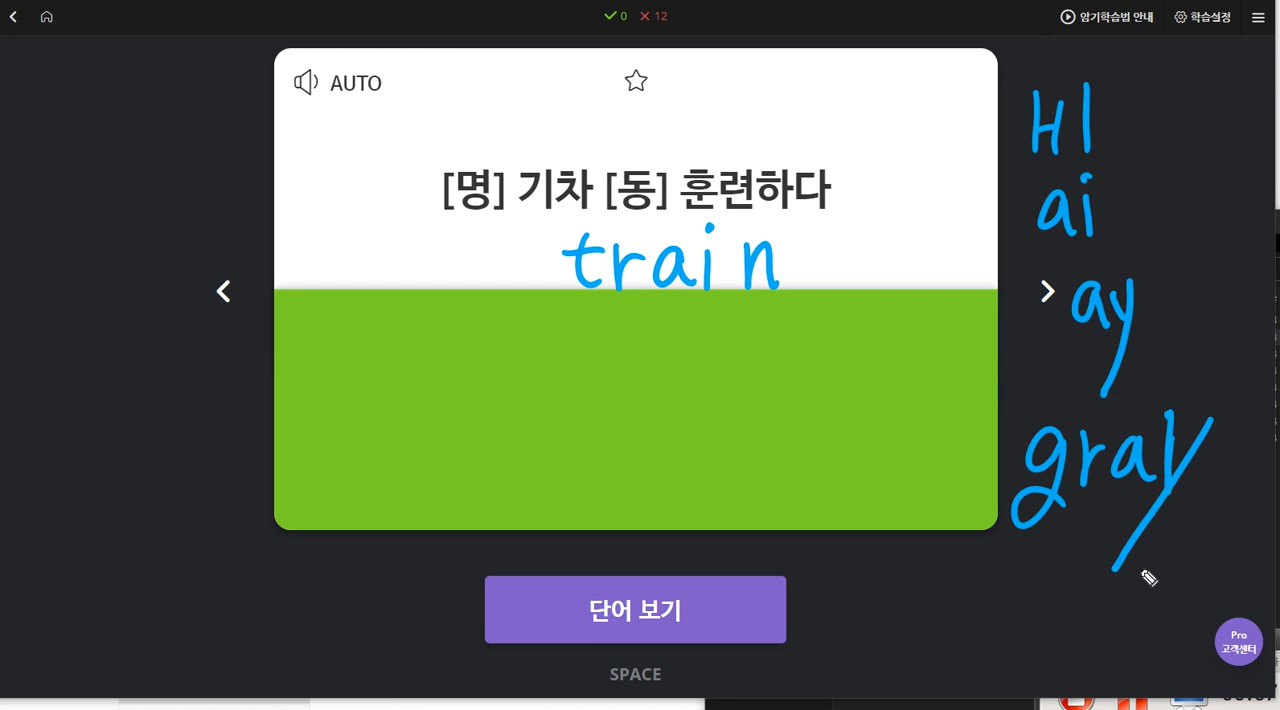 0 12 암기학습법 안내 학습설정
AUTO
[명] 기차 [동] 훈련하다
train
ㅐ
ai
ay
gray
단어 보기
SPACE
Pro
고객센터